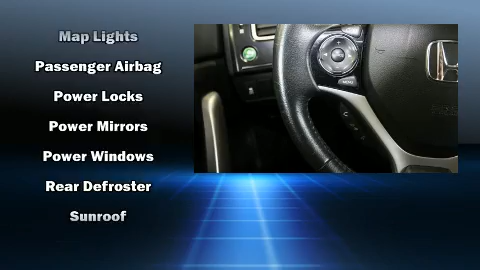 Map Lights
Passenger Airbag
Power Locks
Power Mirrors
Power Windows
Rear Defroster
Sunroof